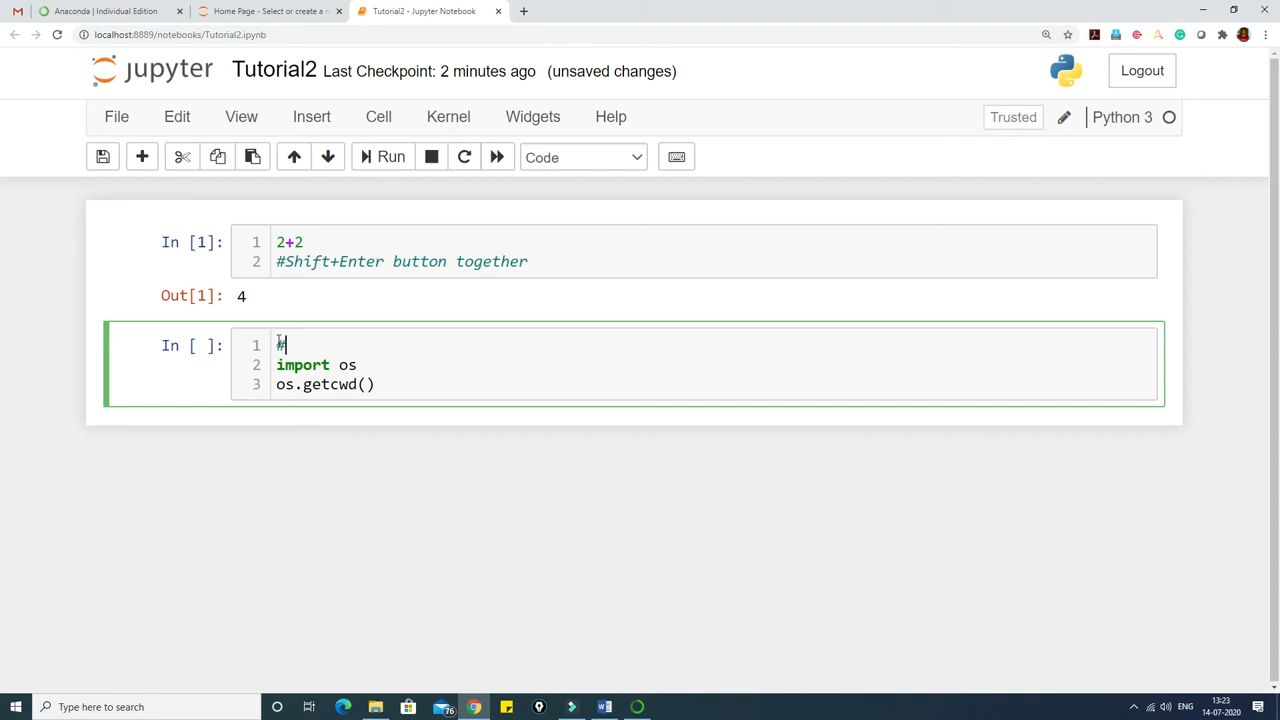 Anaconda | Individual Edition
Home Page - Select or create a n
Tutorial2 - Jupyter Notebook
localhost:8889/notebooks/Tutorial2.ipynb
jupyter
Tutorial2 Last Checkpoint: 2 minutes ago (unsaved changes)
Logout
File Edit View Insert Cell Kernel Widgets Help
Trusted
Python 3
Run
Code
In [1]:
1 2+2
2 #Shift+Enter button together
Out[1]: 4
In [ ]:
1 #
2 import os
3 os.getcwd()
Type here to search
76
ENG
13:23
14-07-2020